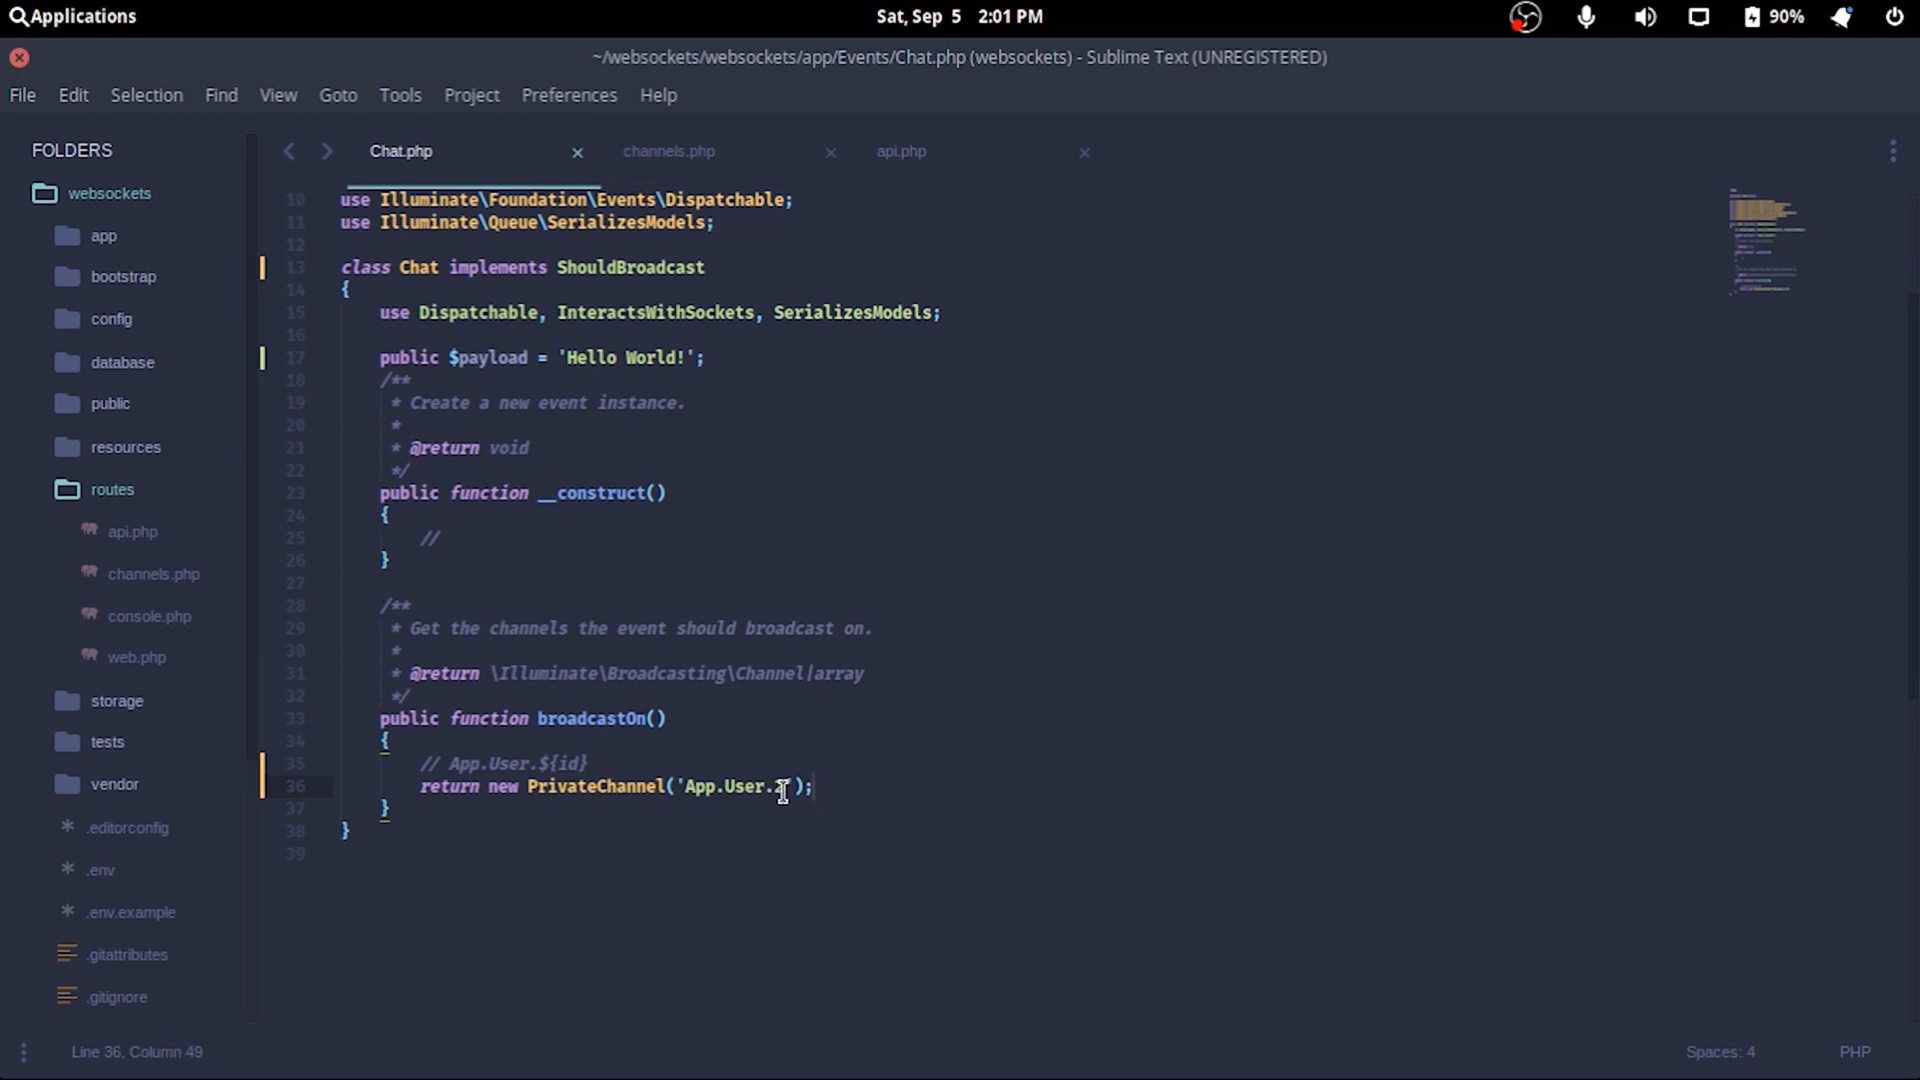 Applications
Sat, Sep 5 2:01 PM
90%
~/websockets/websockets/app/Events/Chat.php (websockets) - Sublime Text (UNREGISTERED)
File Edit Selection Find View Goto Tools Project Preferences Help
FOLDERS
websockets
app
bootstrap
config
database
public
resources
routes
api.php
channels.php
console.php
web.php
storage
tests
vendor
.editorconfig
.env
.env.example
.gitattributes
.gitignore
Chat.php channels.php api.php
10 use Illuminate\Foundation\Events\Dispatchable;
11 use Illuminate\Queue\SerializesModels;
12
13 class Chat implements ShouldBroadcast
14 {
15 use Dispatchable, InteractsWithSockets, SerializesModels;
16
17 public $payload = 'Hello World!';
18 /**
19 * Create a new event instance.
20 *
21 * @return void
22 */
23 public function __construct()
24 {
25 //
26 }
27
28 /**
29 * Get the channels the event should broadcast on.
30 *
31 * @return \Illuminate\Broadcasting\Channel|array
32 */
33 public function broadcastOn()
34 {
35 // App.User.${id}
36 return new PrivateChannel('App.User.2');
37 }
38 }
39
Line 36, Column 49
Spaces: 4
PHP